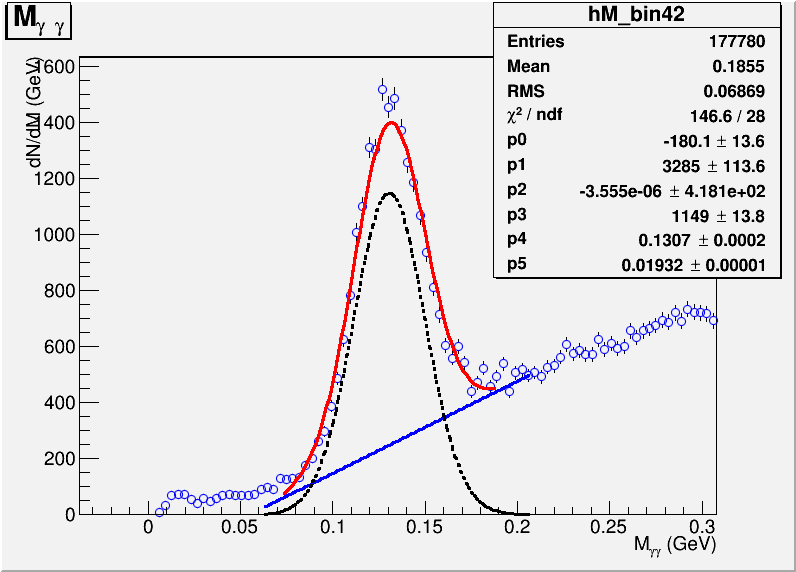 M γ γ
hM_bin42
Entries 177780
Mean 0.1855
RMS 0.06869
χ² / ndf 146.6 / 28
p0 -180.1 ± 13.6
p1 3285 ± 113.6
p2 -3.555e-06 ± 4.181e+02
p3 1149 ± 13.8
p4 0.1307 ± 0.0002
p5 0.01932 ± 0.00001
dN/dM (GeV)
1600
1400
1200
1000
800
600
400
200
0
0 0.05 0.1 0.15 0.2 0.25 0.3
Mγγ (GeV)